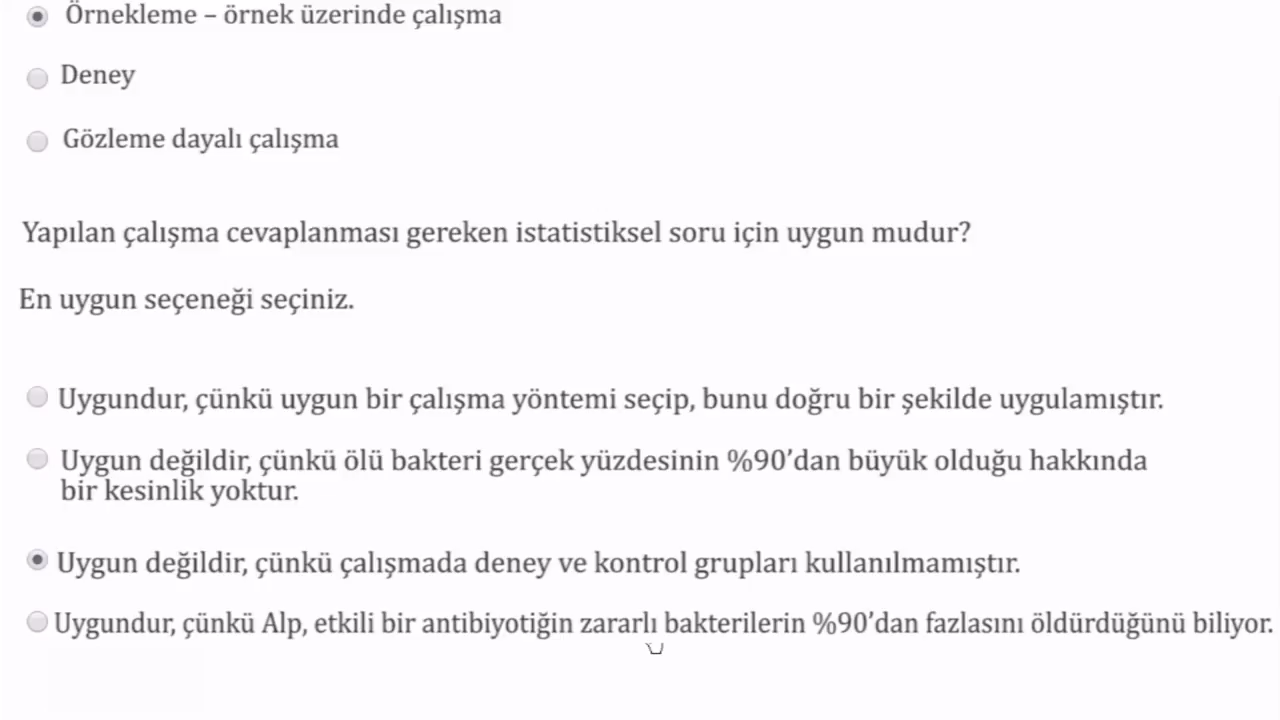 Örnekleme – örnek üzerinde çalışma
Deney
Gözleme dayalı çalışma
Yapılan çalışma cevaplanması gereken istatistiksel soru için uygun mudur?
En uygun seçeneği seçiniz.
Uygundur, çünkü uygun bir çalışma yöntemi seçip, bunu doğru bir şekilde uygulamıştır.
Uygun değildir, çünkü ölü bakteri gerçek yüzdesinin %90’dan büyük olduğu hakkında
bir kesinlik yoktur.
Uygun değildir, çünkü çalışmada deney ve kontrol grupları kullanılmamıştır.
Uygundur, çünkü Alp, etkili bir antibiyotiğin zararlı bakterilerin %90’dan fazlasını öldürdüğünü biliyor.